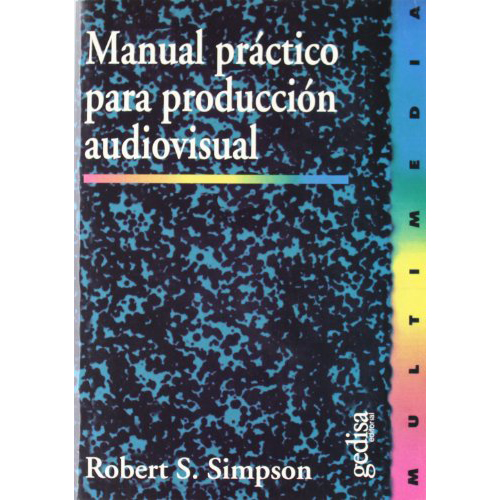 Manual práctico
para producción
audiovisual
MULTIMEDIA
gedisa
editorial
Robert S. Simpson